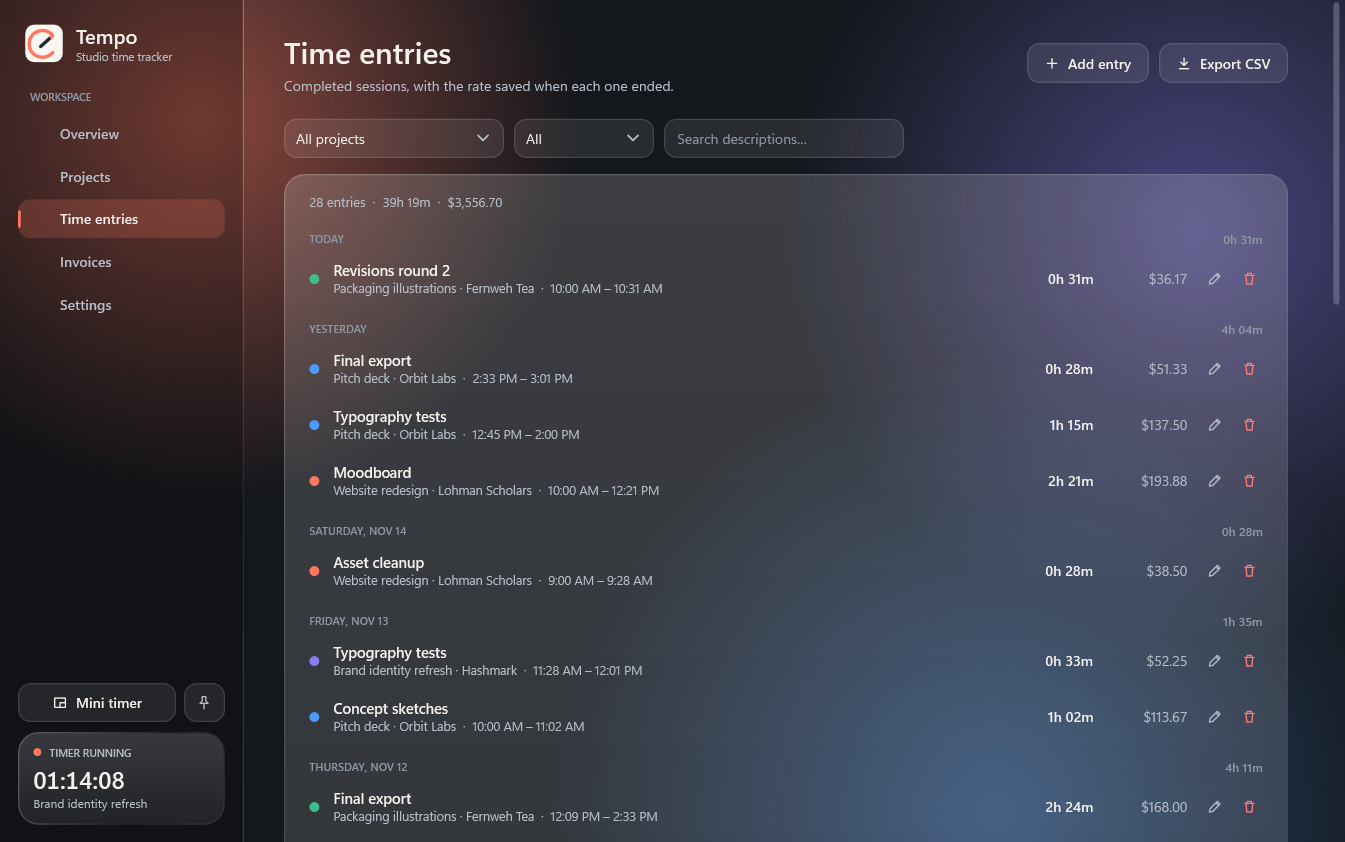 Tempo
Studio time tracker
WORKSPACE
Overview
Projects
Time entries
Invoices
Settings
Mini timer
TIMER RUNNING
01:14:08
Brand identity refresh
Time entries
Completed sessions, with the rate saved when each one ended.
Add entry
Export CSV
All projects
All
Search descriptions...
28 entries · 39h 19m · $3,556.70
TODAY 0h 31m
Revisions round 2
Packaging illustrations · Fernweh Tea · 10:00 AM – 10:31 AM
0h 31m $36.17
YESTERDAY 4h 04m
Final export
Pitch deck · Orbit Labs · 2:33 PM – 3:01 PM
0h 28m $51.33
Typography tests
Pitch deck · Orbit Labs · 12:45 PM – 2:00 PM
1h 15m $137.50
Moodboard
Website redesign · Lohman Scholars · 10:00 AM – 12:21 PM
2h 21m $193.88
SATURDAY, NOV 14 0h 28m
Asset cleanup
Website redesign · Lohman Scholars · 9:00 AM – 9:28 AM
0h 28m $38.50
FRIDAY, NOV 13 1h 35m
Typography tests
Brand identity refresh · Hashmark · 11:28 AM – 12:01 PM
0h 33m $52.25
Concept sketches
Pitch deck · Orbit Labs · 10:00 AM – 11:02 AM
1h 02m $113.67
THURSDAY, NOV 12 4h 11m
Final export
Packaging illustrations · Fernweh Tea · 12:09 PM – 2:33 PM
2h 24m $168.00